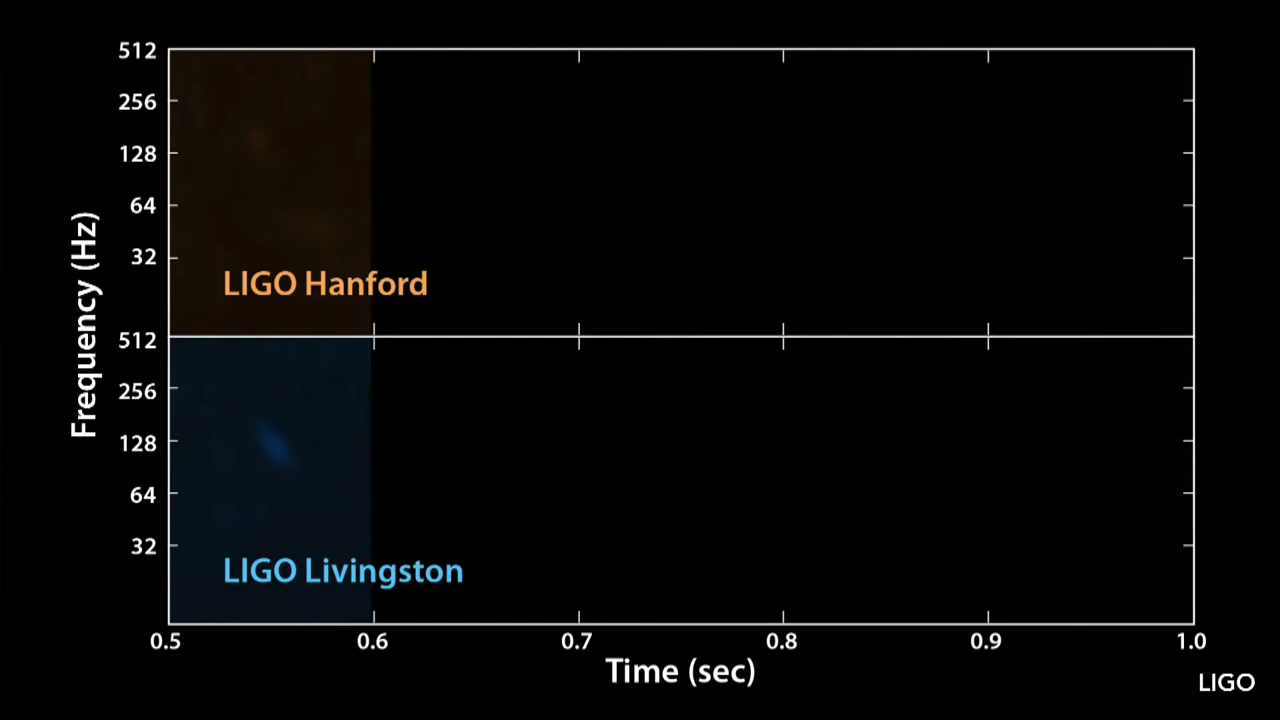 512
256
128
64
32
LIGO Hanford
Frequency (Hz)
512
256
128
64
32
LIGO Livingston
0.5 0.6 0.7 0.8 0.9 1.0
Time (sec)
LIGO